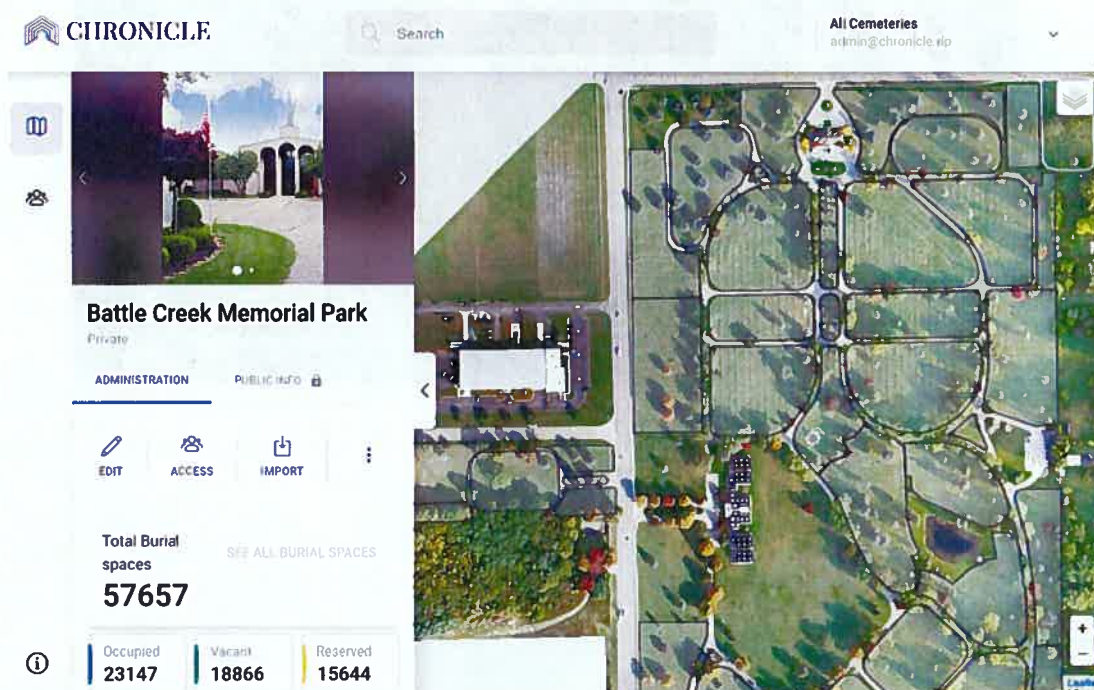 CHRONICLE
Search
All Cemeteries
admin@chronicle.rip
Battle Creek Memorial Park
Private
ADMINISTRATION
PUBLIC INFO
EDIT
ACCESS
IMPORT
Total Burial
spaces
SEE ALL BURIAL SPACES
57657
Occupied
23147
Vacant
18866
Reserved
15644
+
−